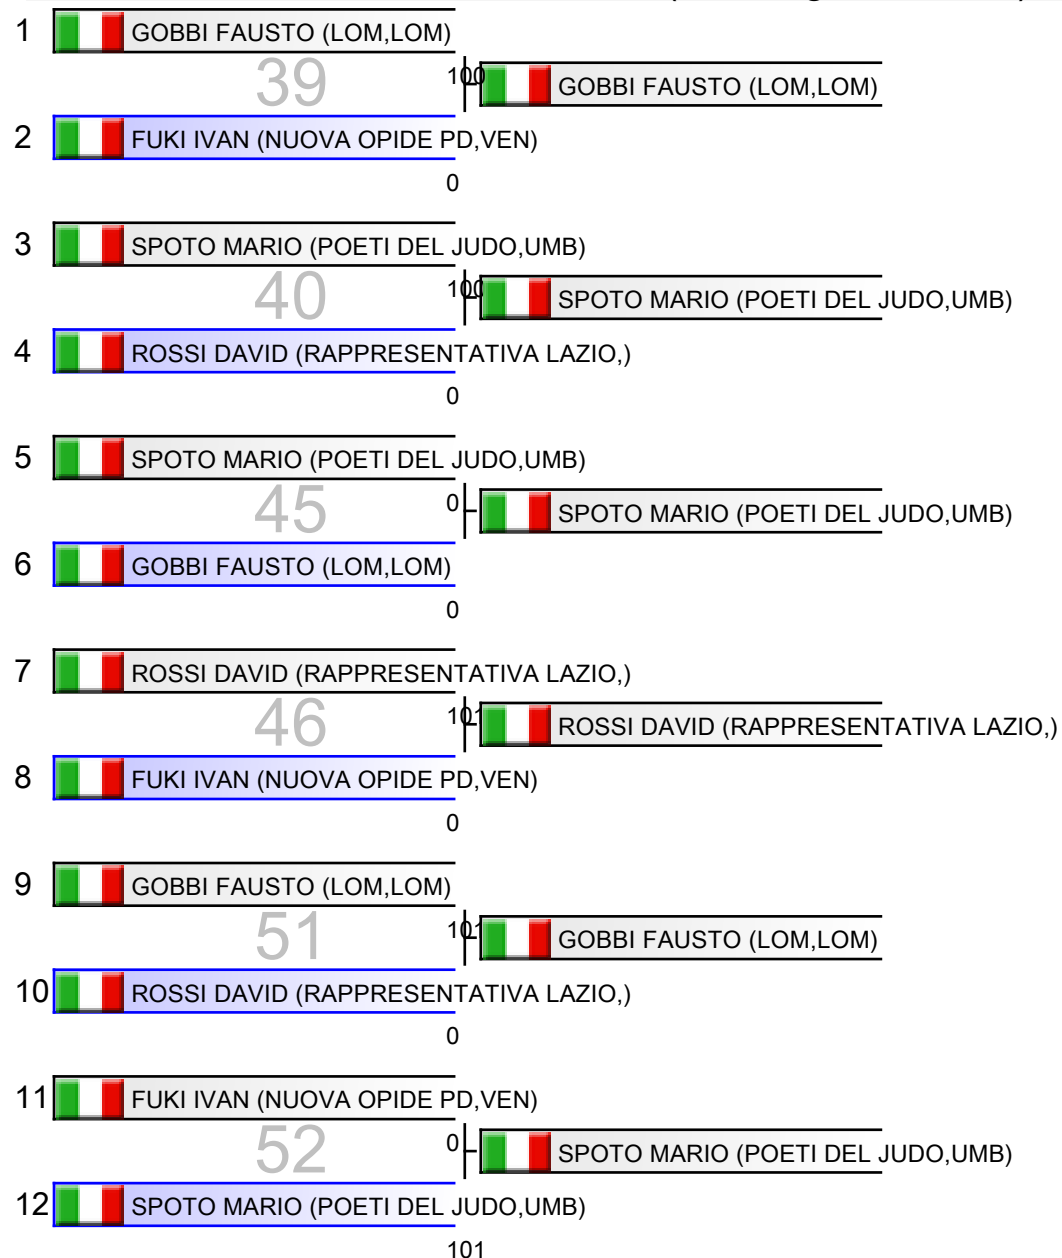 1 GOBBI FAUSTO (LOM,LOM)
39 100 GOBBI FAUSTO (LOM,LOM)
2 FUKI IVAN (NUOVA OPIDE PD,VEN)
0
3 SPOTO MARIO (POETI DEL JUDO,UMB)
40 100 SPOTO MARIO (POETI DEL JUDO,UMB)
4 ROSSI DAVID (RAPPRESENTATIVA LAZIO,)
0
5 SPOTO MARIO (POETI DEL JUDO,UMB)
45 0 SPOTO MARIO (POETI DEL JUDO,UMB)
6 GOBBI FAUSTO (LOM,LOM)
0
7 ROSSI DAVID (RAPPRESENTATIVA LAZIO,)
46 101 ROSSI DAVID (RAPPRESENTATIVA LAZIO,)
8 FUKI IVAN (NUOVA OPIDE PD,VEN)
0
9 GOBBI FAUSTO (LOM,LOM)
51 101 GOBBI FAUSTO (LOM,LOM)
10 ROSSI DAVID (RAPPRESENTATIVA LAZIO,)
0
11 FUKI IVAN (NUOVA OPIDE PD,VEN)
52 0 SPOTO MARIO (POETI DEL JUDO,UMB)
12 SPOTO MARIO (POETI DEL JUDO,UMB)
101